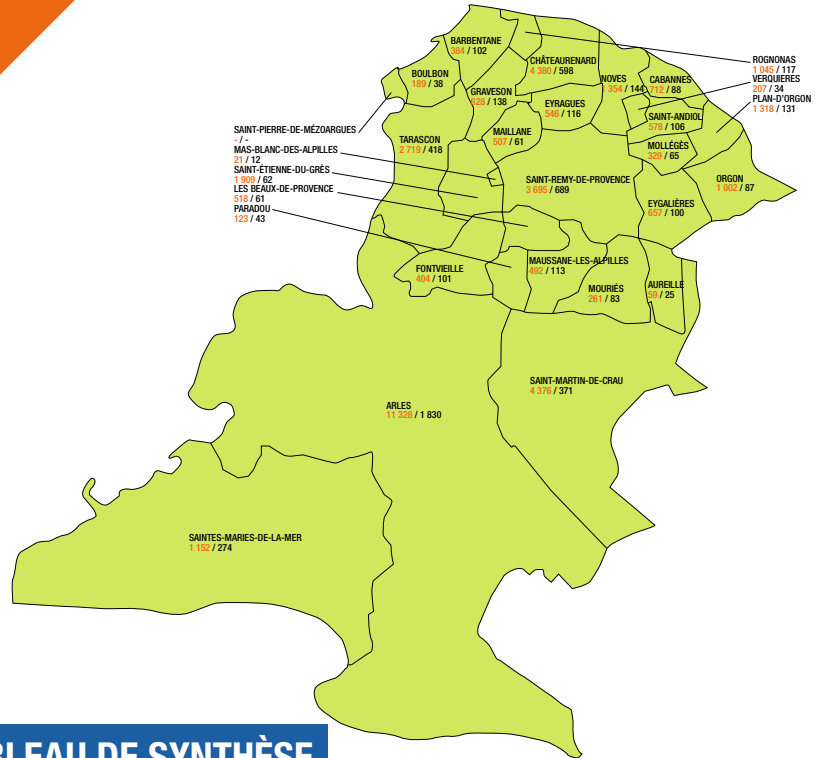 BARBENTANE
384 / 102
BOULBON
189 / 38
CHÂTEAURENARD
4 380 / 598
GRAVESON
528 / 138
NOVES
354 / 144
CABANNES
712 / 88
ROGNONAS
1 045 / 117
VERQUIERES
207 / 34
PLAN-D'ORGON
1 318 / 131
EYRAGUES
546 / 116
SAINT-ANDIOL
578 / 106
MAILLANE
507 / 61
MOLLÉGÈS
329 / 65
TARASCON
2 719 / 418
SAINT-PIERRE-DE-MÉZOARGUES
- / -
MAS-BLANC-DES-ALPILLES
21 / 12
SAINT-ÉTIENNE-DU-GRÈS
1 909 / 62
LES BEAUX-DE-PROVENCE
518 / 61
PARADOU
123 / 43
SAINT-REMY-DE-PROVENCE
3 695 / 689
ORGON
1 002 / 87
EYGALIÈRES
657 / 100
FONTVIEILLE
404 / 101
MAUSSANE-LES-ALPILLES
492 / 113
MOURIÉS
261 / 83
AUREILLE
59 / 25
SAINT-MARTIN-DE-CRAU
4 376 / 371
ARLES
11 328 / 1 830
SAINTES-MARIES-DE-LA-MER
1 152 / 274
BLEAU DE SYNTHÈSE